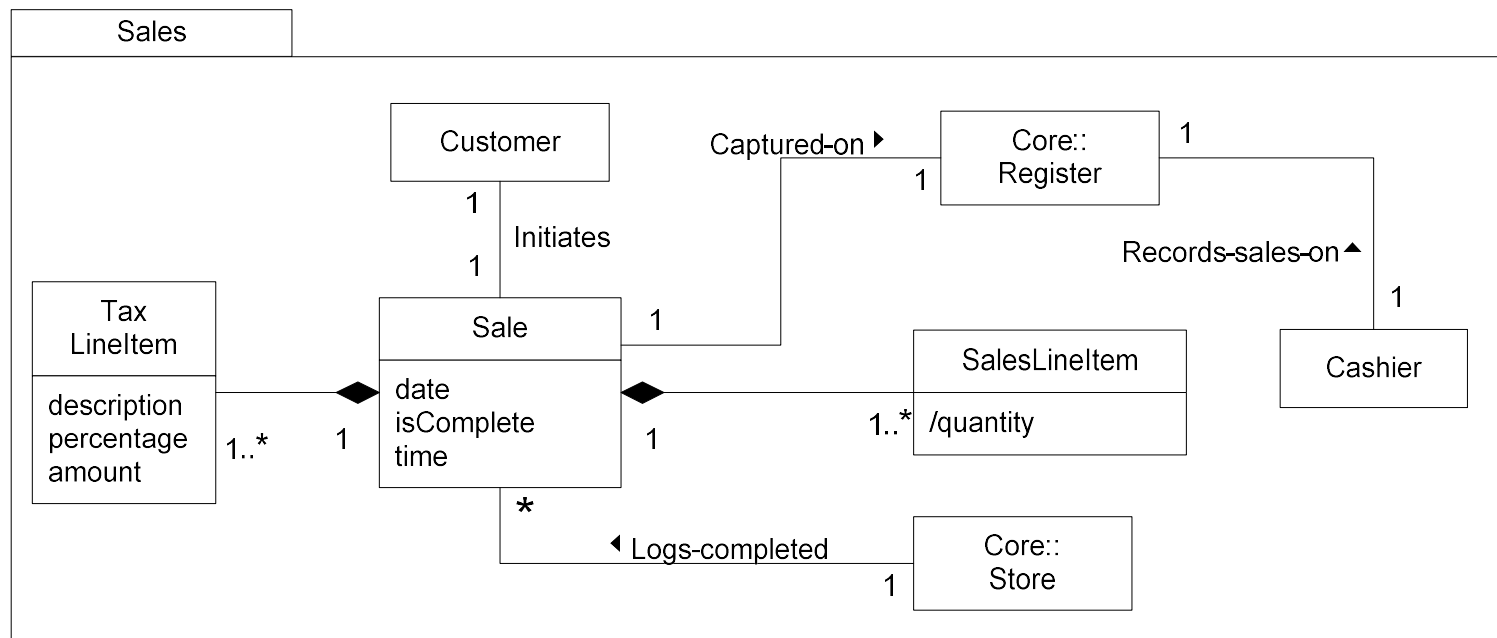 Sales
Customer
1
Initiates
1
Captured-on
1
1
Core::
Register
1
Records-sales-on
1
Cashier
Tax
LineItem
description
percentage
amount
1..*
1
Sale
date
isComplete
time
1
1..*
SalesLineItem
/quantity
*
Logs-completed
1
Core::
Store